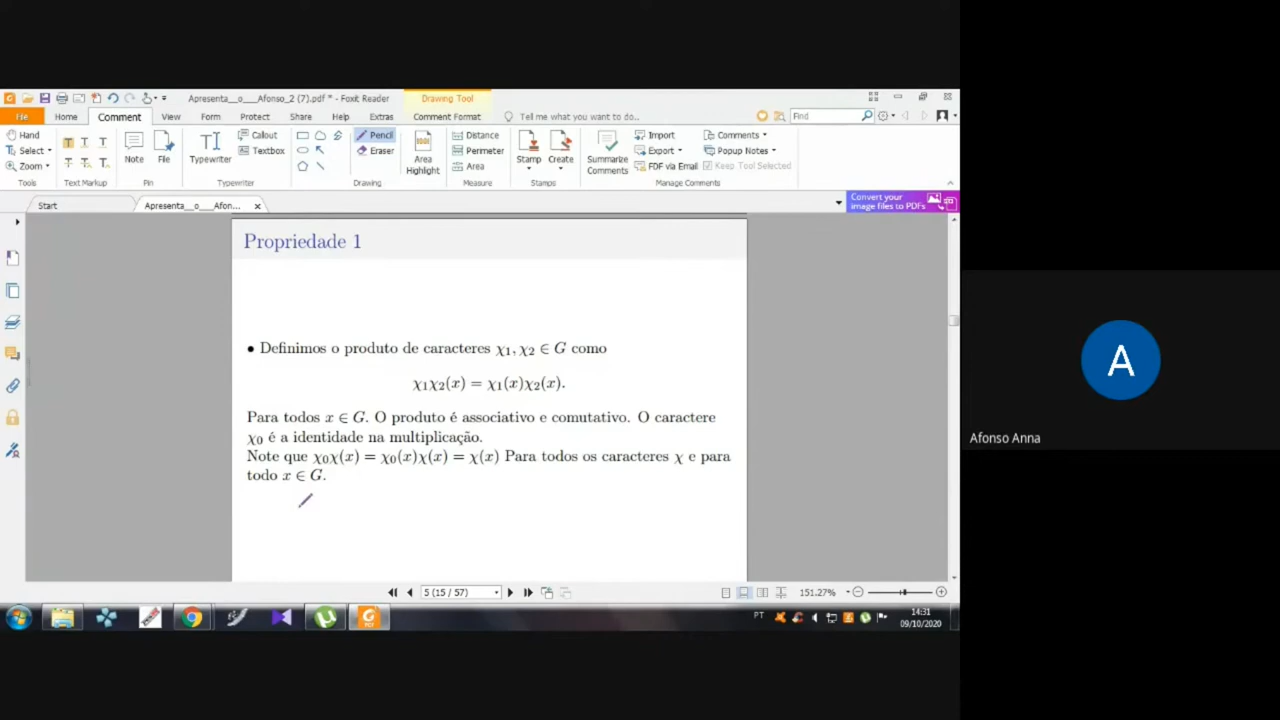 Apresenta__o___Afonso_2 (7).pdf * - Foxit Reader
Drawing Tool
File Home Comment View Form Protect Share Help Extras Comment Format Tell me what you want to do.. Find
Hand
Select
Zoom
Tools
Text Markup
Note
File
Pin
Typewriter
Callout
Textbox
Typewriter
Pencil
Eraser
Area Highlight
Drawing
Distance
Perimeter
Area
Measure
Stamp
Create
Stamps
Summarize Comments
Import
Export
FDF via Email
Comments
Popup Notes
Keep Tool Selected
Manage Comments
Start
Apresenta__o___Afon...
Convert your
image files to PDFs
Propriedade 1
• Definimos o produto de caracteres χ₁, χ₂ ∈ G como
χ₁χ₂(x) = χ₁(x)χ₂(x).
Para todos x ∈ G. O produto é associativo e comutativo. O caractere
χ₀ é a identidade na multiplicação.
Note que χ₀χ(x) = χ₀(x)χ(x) = χ(x) Para todos os caracteres χ e para
todo x ∈ G.
5 (15 / 57)
151.27%
PT
14:31
09/10/2020
A
Afonso Anna